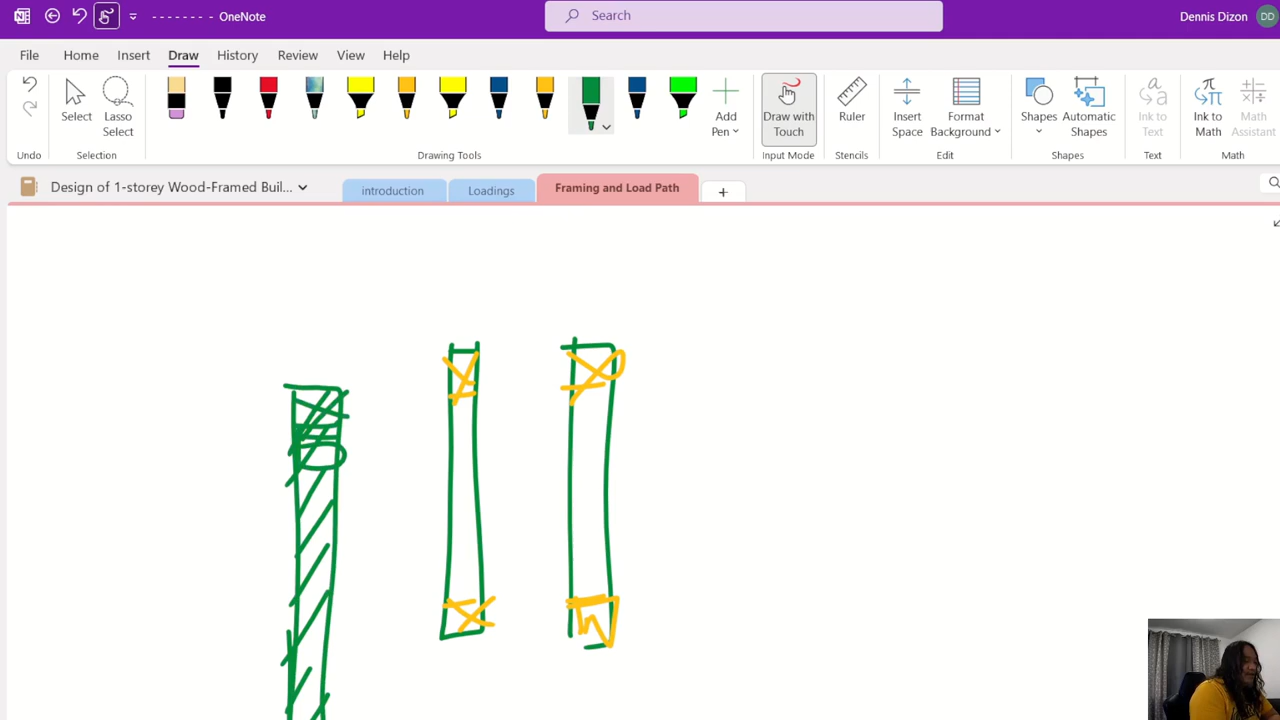 - - - - - - - OneNote
Search
Dennis Dizon
DD
File
Home
Insert
Draw
History
Review
View
Help
Undo
Select
Lasso
Select
Selection
Drawing Tools
Add
Pen
Draw with
Touch
Input Mode
Ruler
Stencils
Insert
Space
Format
Background
Edit
Shapes
Automatic
Shapes
Shapes
Ink to
Text
Text
Ink to
Math
Math
Assistant
Math
Design of 1-storey Wood-Framed Buil...
introduction
Loadings
Framing and Load Path
+